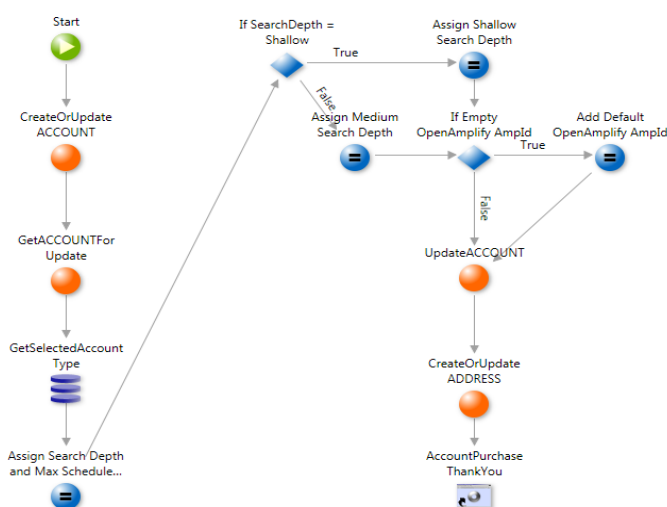 Start
CreateOrUpdate
ACCOUNT
GetACCOUNTFor
Update
GetSelectedAccount
Type
Assign Search Depth
and Max Schedule...
If SearchDepth =
Shallow
True
False
Assign Shallow
Search Depth
Assign Medium
Search Depth
If Empty
OpenAmplify AmpId
True
False
Add Default
OpenAmplify AmpId
UpdateACCOUNT
CreateOrUpdate
ADDRESS
AccountPurchase
ThankYou